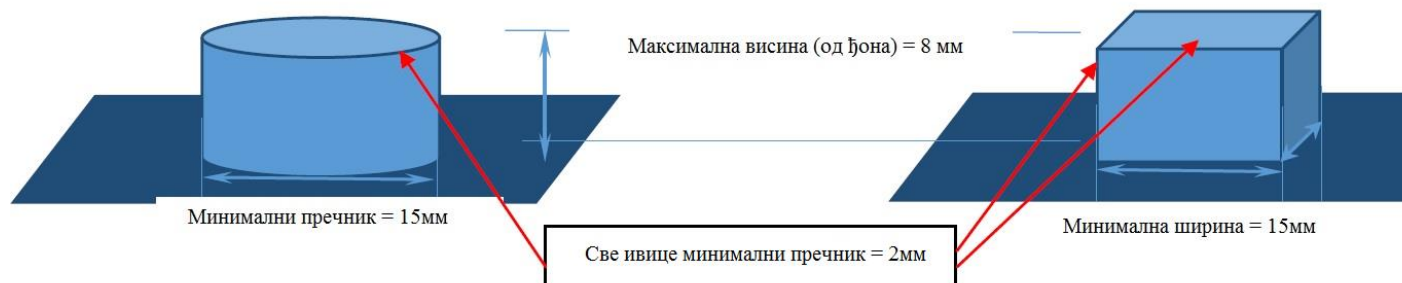 Максимална висина (од ђона) = 8 мм
Минимални пречник = 15мм
Минимална ширина = 15мм
Све ивице минимални пречник = 2мм